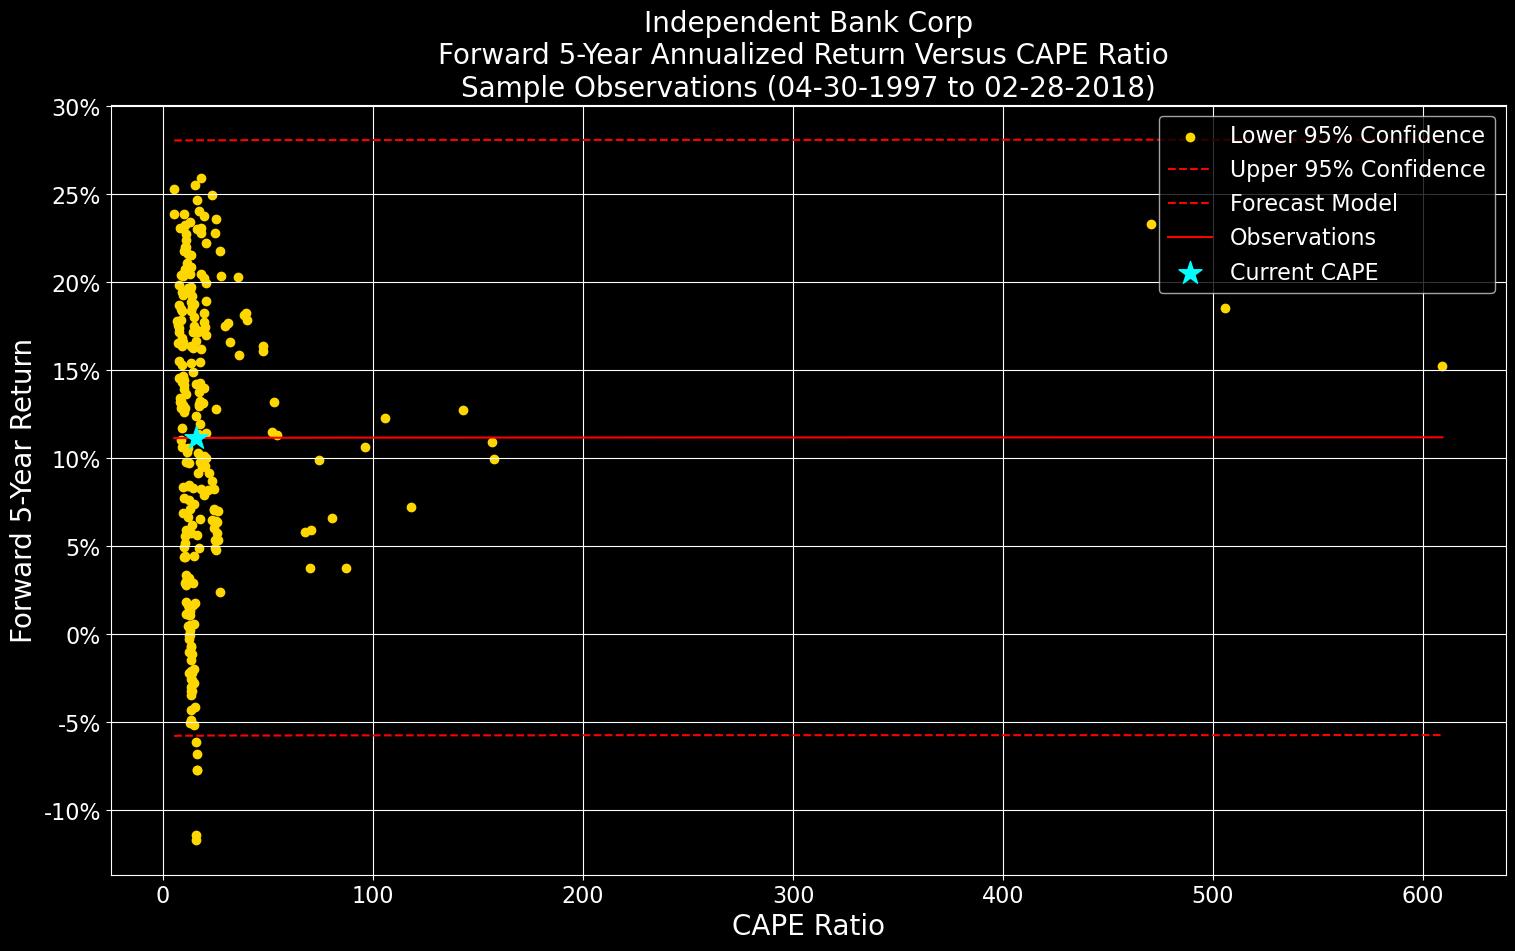 Independent Bank Corp
Forward 5-Year Annualized Return Versus CAPE Ratio
Sample Observations (04-30-1997 to 02-28-2018)
30%
25%
20%
15%
10%
5%
0%
-5%
-10%
Forward 5-Year Return
Lower 95% Confidence
Upper 95% Confidence
Forecast Model
Observations
Current CAPE
0 100 200 300 400 500 600
CAPE Ratio